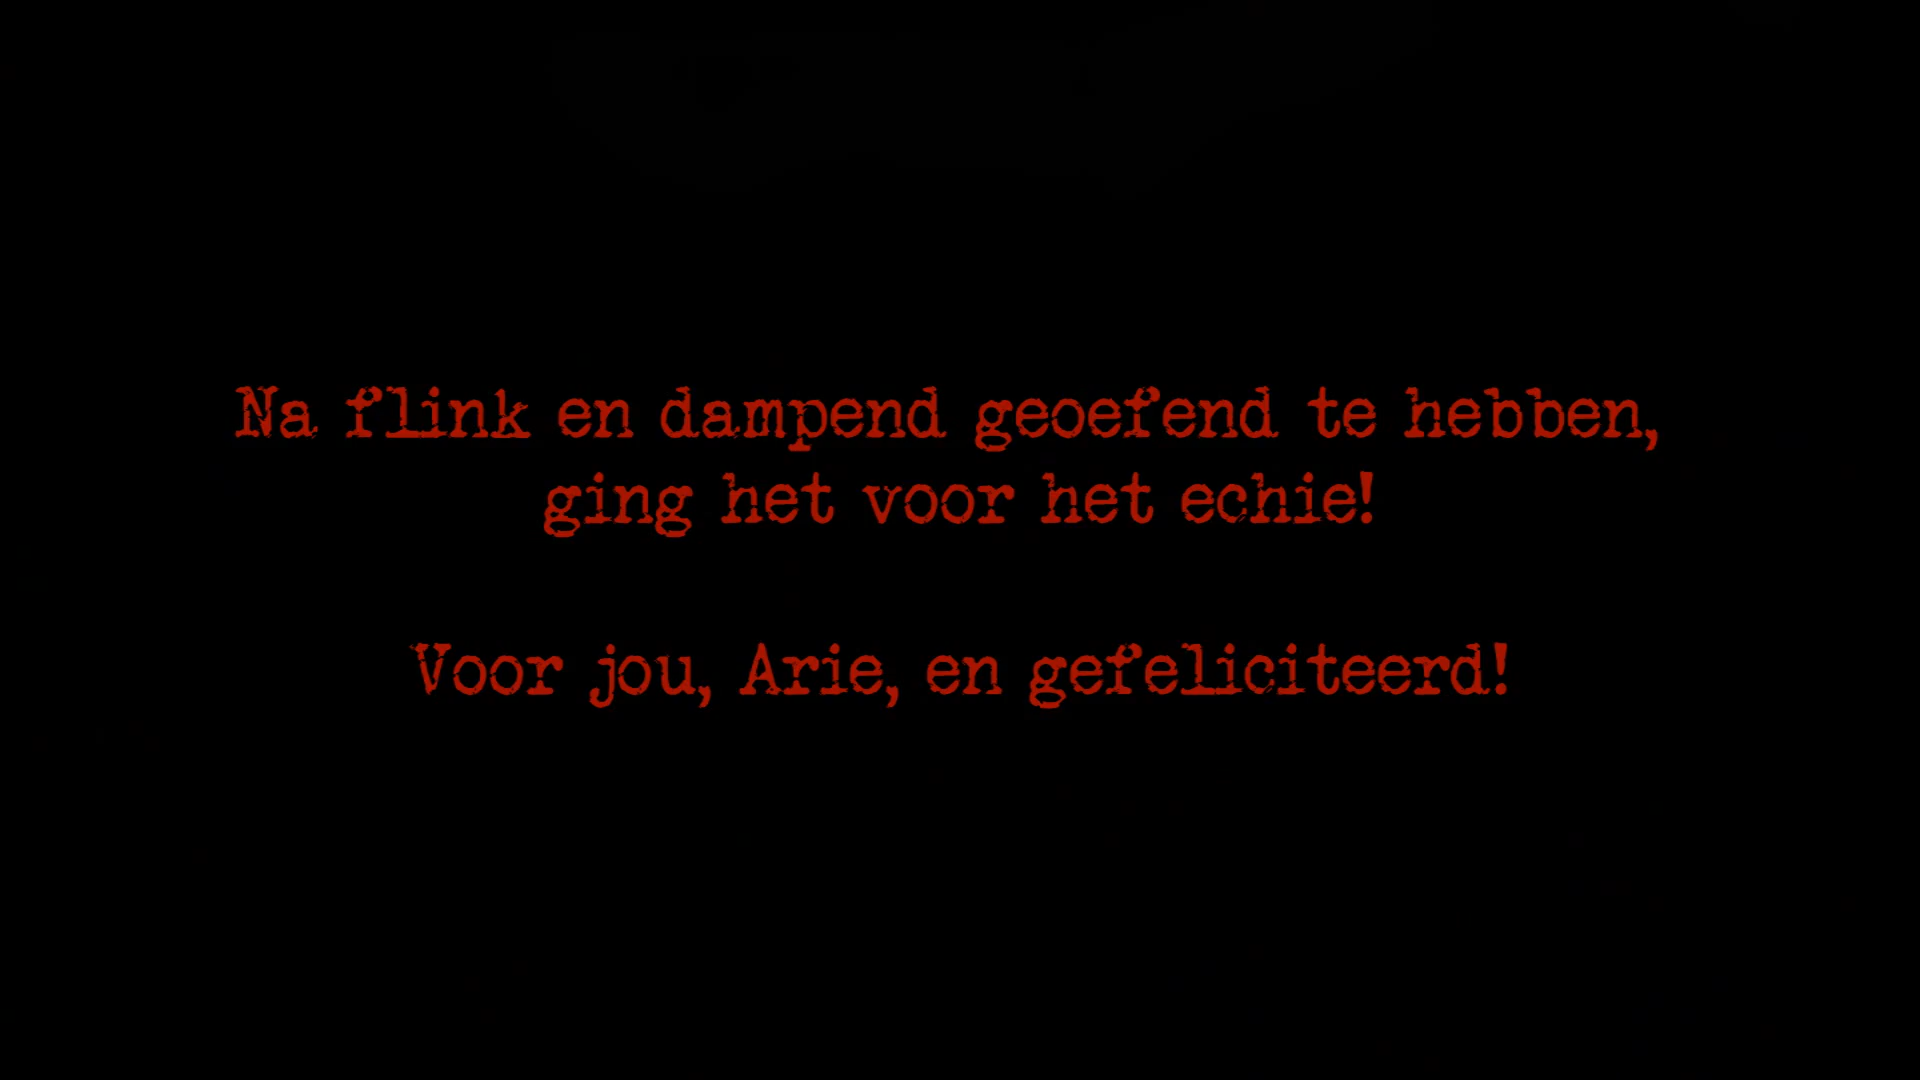 Na flink en dampend geoefend te hebben,
ging het voor het echie!
Voor jou, Arie, en gefeliciteerd!